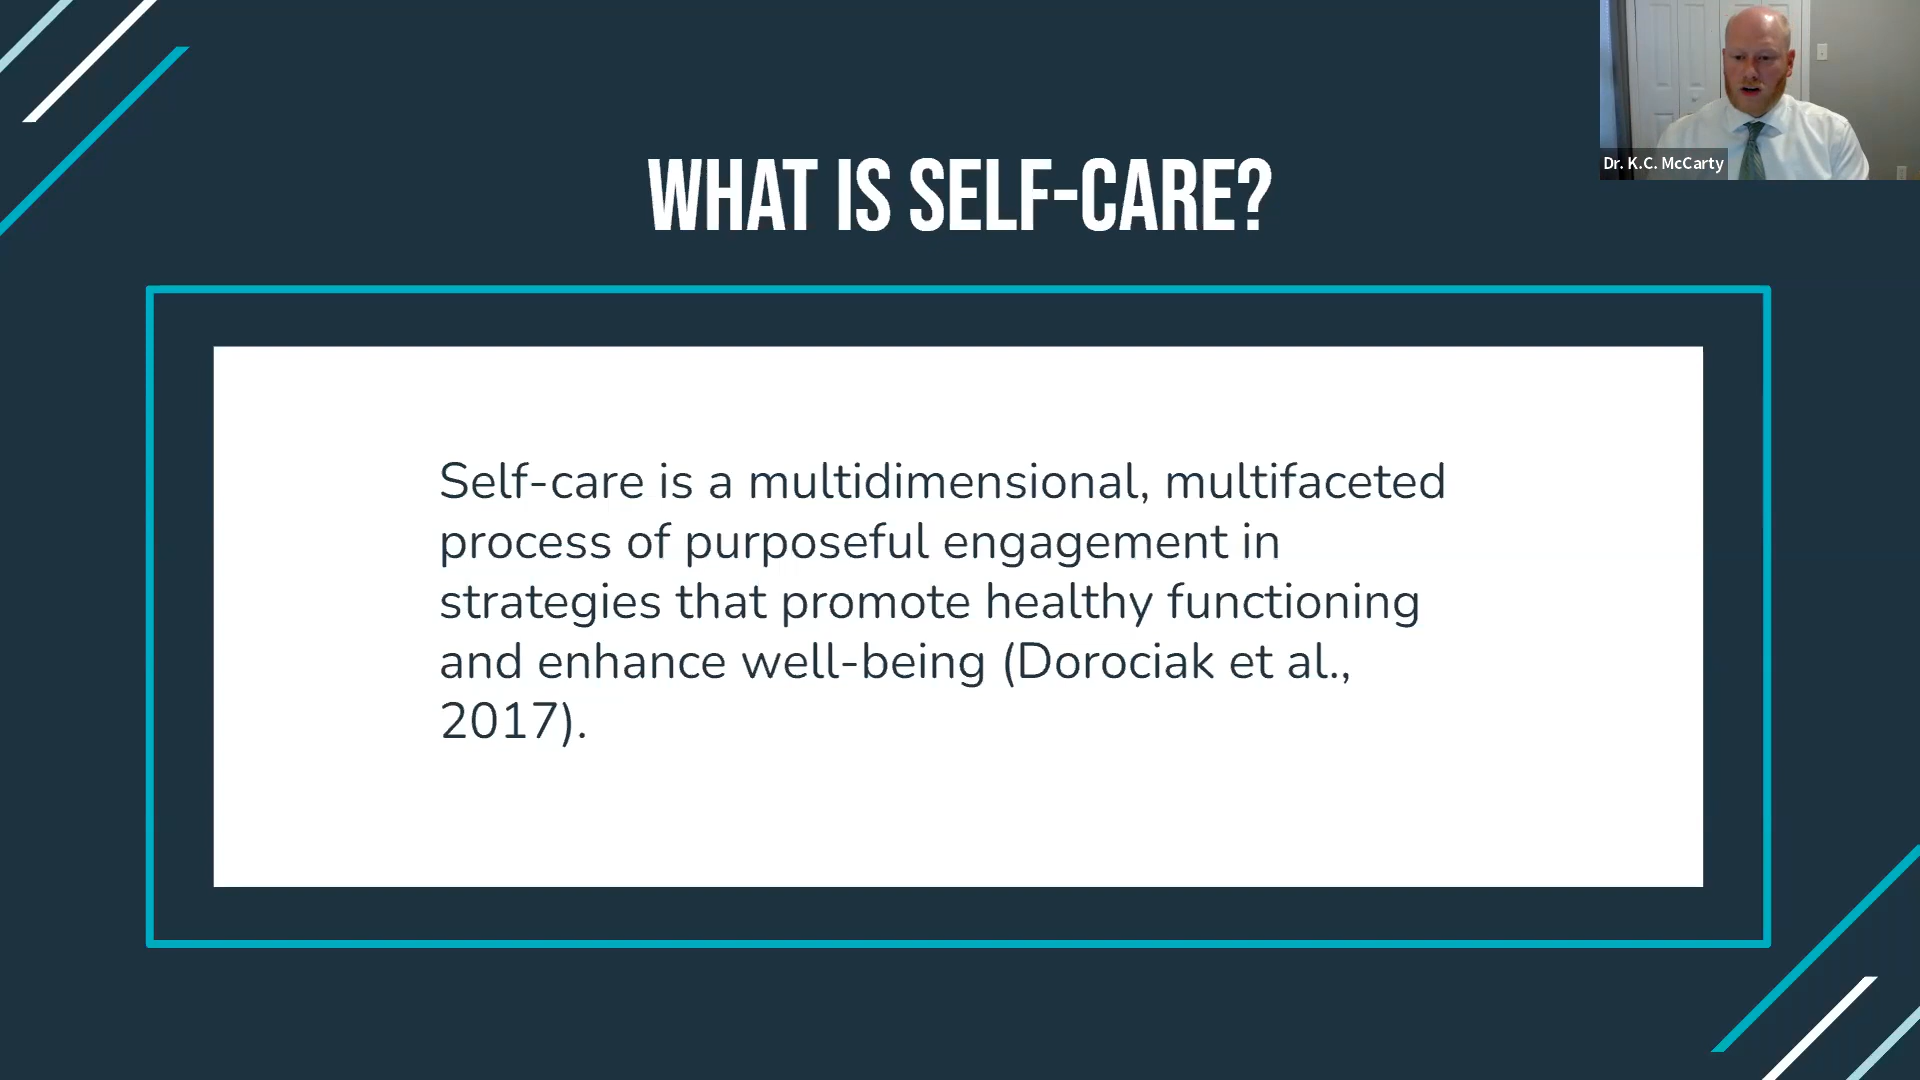 WHAT IS SELF-CARE?
Dr. K.C. McCarty
Self-care is a multidimensional, multifaceted
process of purposeful engagement in
strategies that promote healthy functioning
and enhance well-being (Dorociak et al.,
2017).